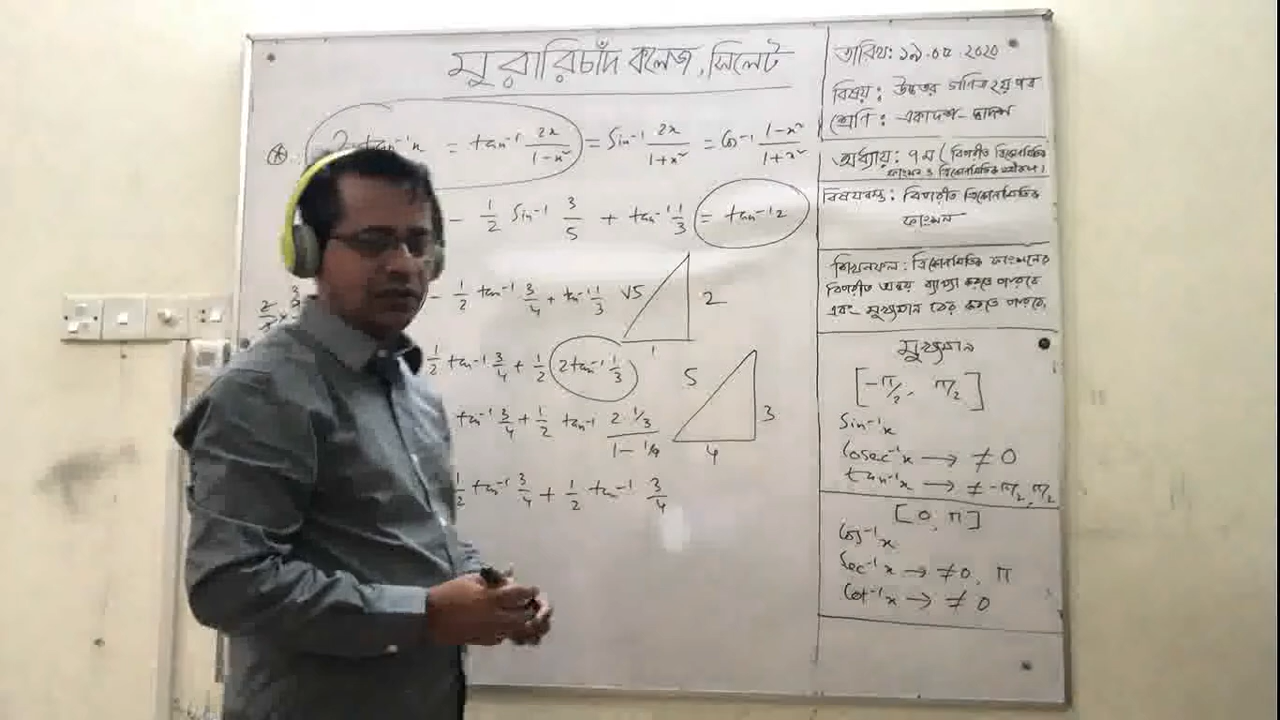 মুরারিচাঁদ কলেজ, সিলেট
2 tan⁻¹x = tan⁻¹ 2x/1-x² = Sin⁻¹ 2x/1+x² = Cos⁻¹ 1-x²/1+x²
- 1/2 Sin⁻¹ 3/5 + tan⁻¹ 1/3 = tan⁻¹2
- 1/2 tan⁻¹ 3/4 + tan⁻¹ 1/3
√5
2
1
1/2 tan⁻¹ 3/4 + 1/2 2tan⁻¹ 1/3
5
3
4
tan⁻¹ 3/4 + 1/2 tan⁻¹ 2·1/3/1-1/9
1/2 tan⁻¹ 3/4 + 1/2 tan⁻¹ 3/4
তারিখ: ১৯.০৫.২০২০
বিষয়: উচ্চতর গণিত ২য় পত্র
শ্রেণি: একাদশ-দ্বাদশ
অধ্যায়: ৭ম (বিপরীত ত্রিকোণমিতিক
ফাংশন ও ত্রিকোণমিতিক সমীকরণ)
বিষয়বস্তু: বিপরীত ত্রিকোণমিতিক
ফাংশন
শিখনফল: ত্রিকোণমিতিক ফাংশনের
বিপরীত অন্বয় ব্যাখ্যা করতে পারবে
এবং মুখ্যমান বের করতে পারবে
মুখ্যমান
[-π/2, π/2]
Sin⁻¹x
Cosec⁻¹x → ≠ 0
tan⁻¹x → ≠ -π/2, π/2
[0, π]
Cos⁻¹x
Sec⁻¹x → ≠ 0, π
Cot⁻¹x → ≠ 0